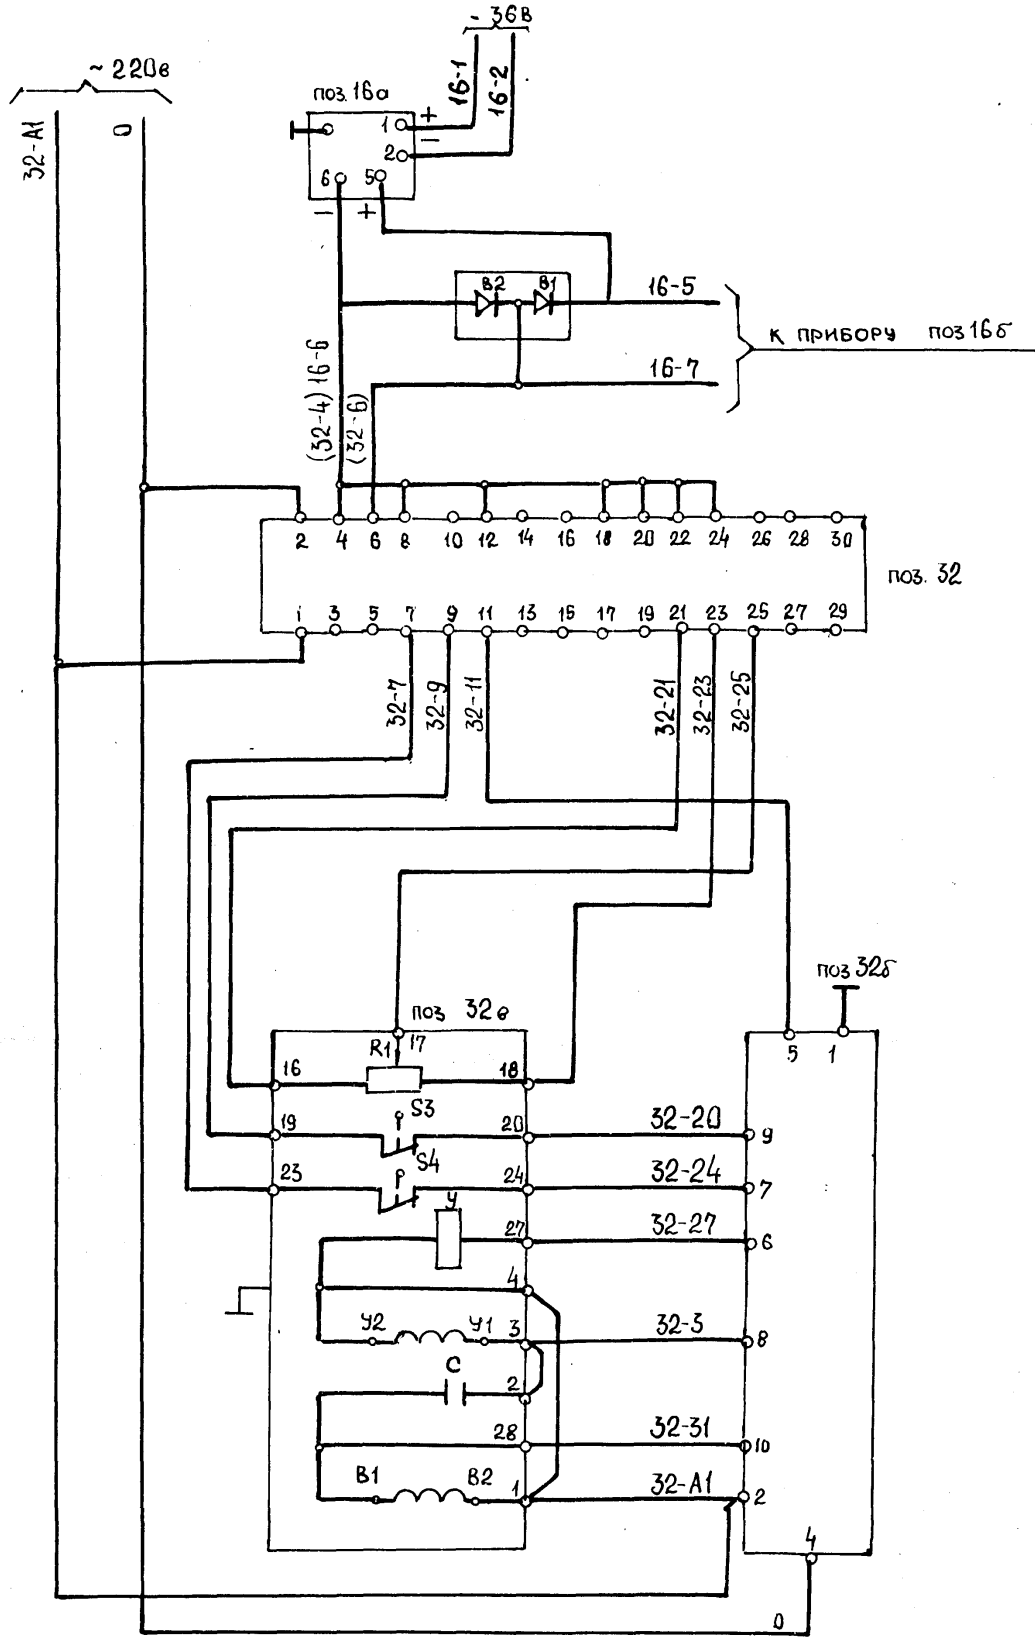 - 36В
~ 220в
поз. 16а
32-А1
0
16-1
16-2
1 +
2 −
6 5
− +
В2 В1
16-5
К ПРИБОРУ ПОЗ 16б
16-7
(32-4) 16-6
(32-6)
2 4 6 8 10 12 14 16 18 20 22 24 26 28 30
поз. 32
1 3 5 7 9 11 13 15 17 19 21 23 25 27 29
32-7
32-9
32-11
32-21
32-23
32-25
поз 32б
поз 32в
R1 17
5 1
16 18
S3
19 20 32-20 9
S4
23 24 32-24 7
У
27 32-27 6
4
У2 У1 3 32-3 8
С
2
28 32-31 10
В1 В2 1 32-А1 2
4
0